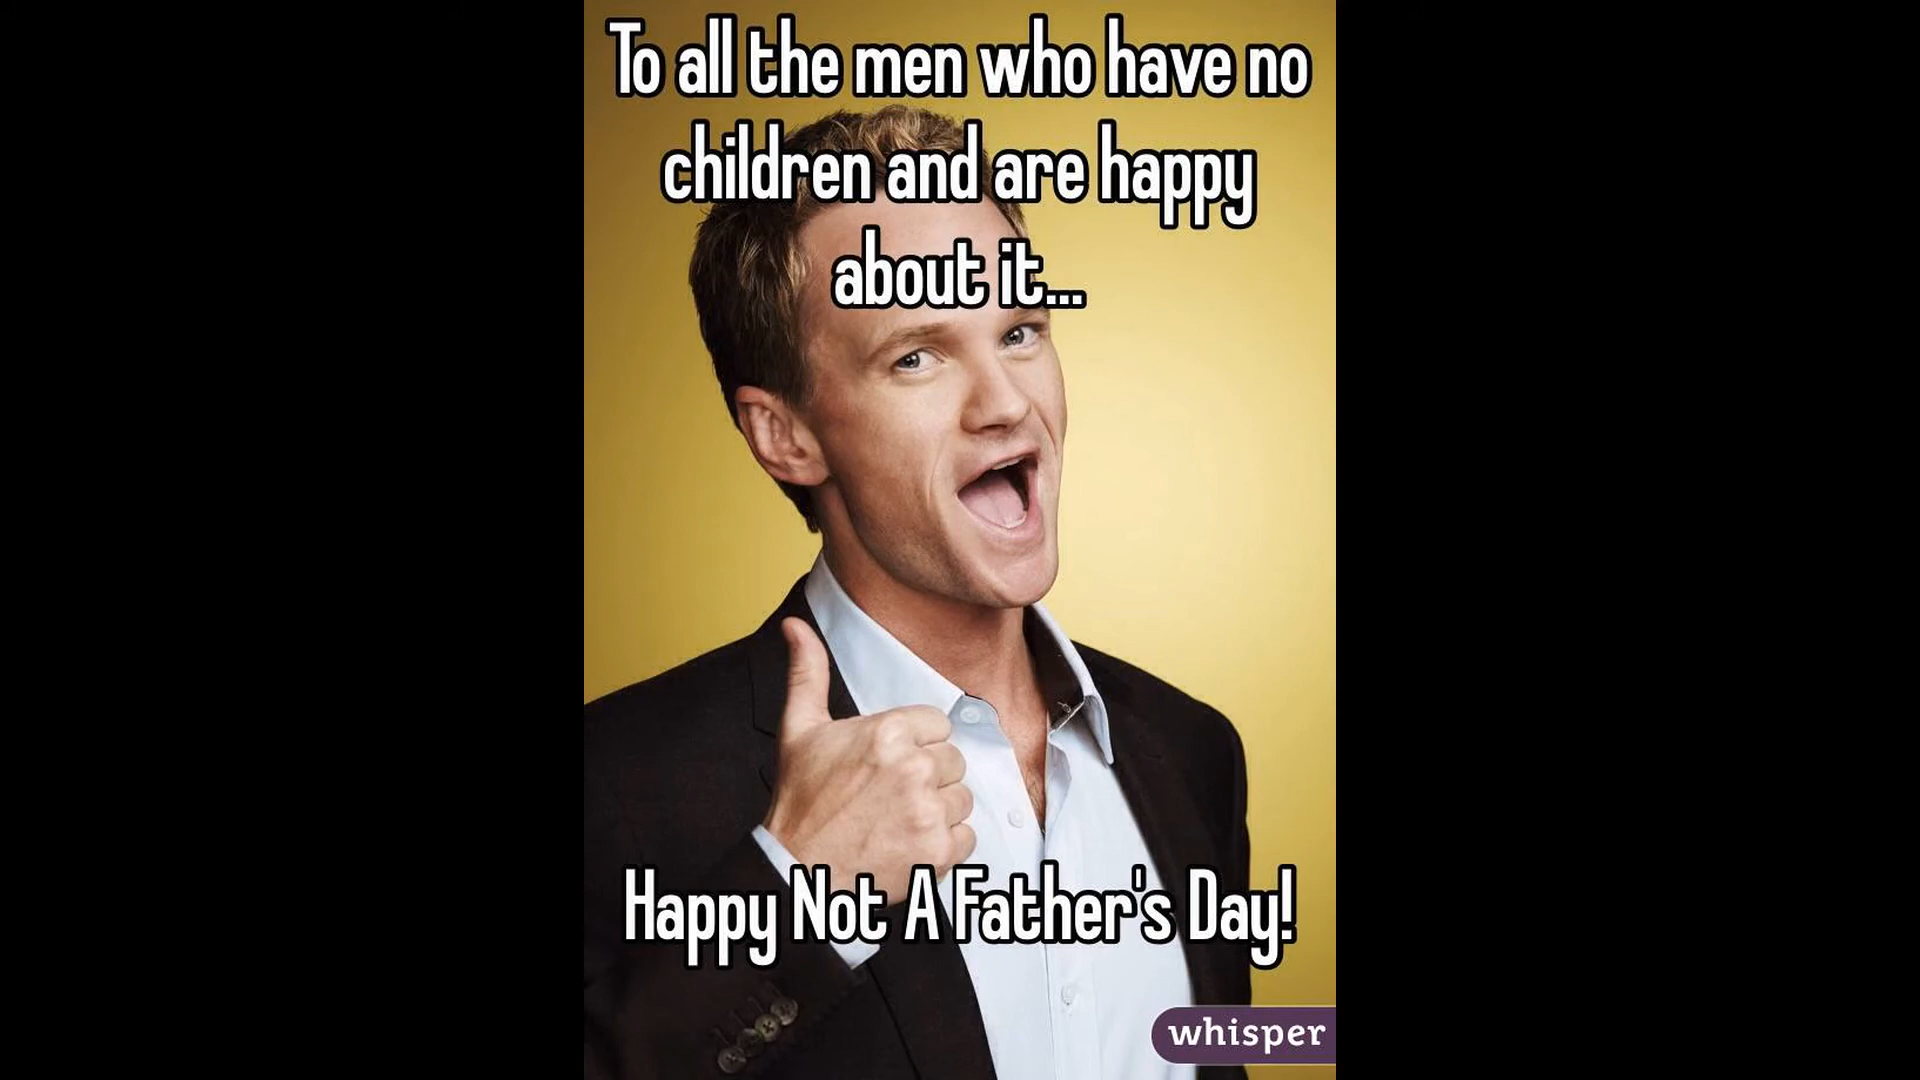 To all the men who have no
children and are happy
about it...
Happy Not A Father's Day!
whisper